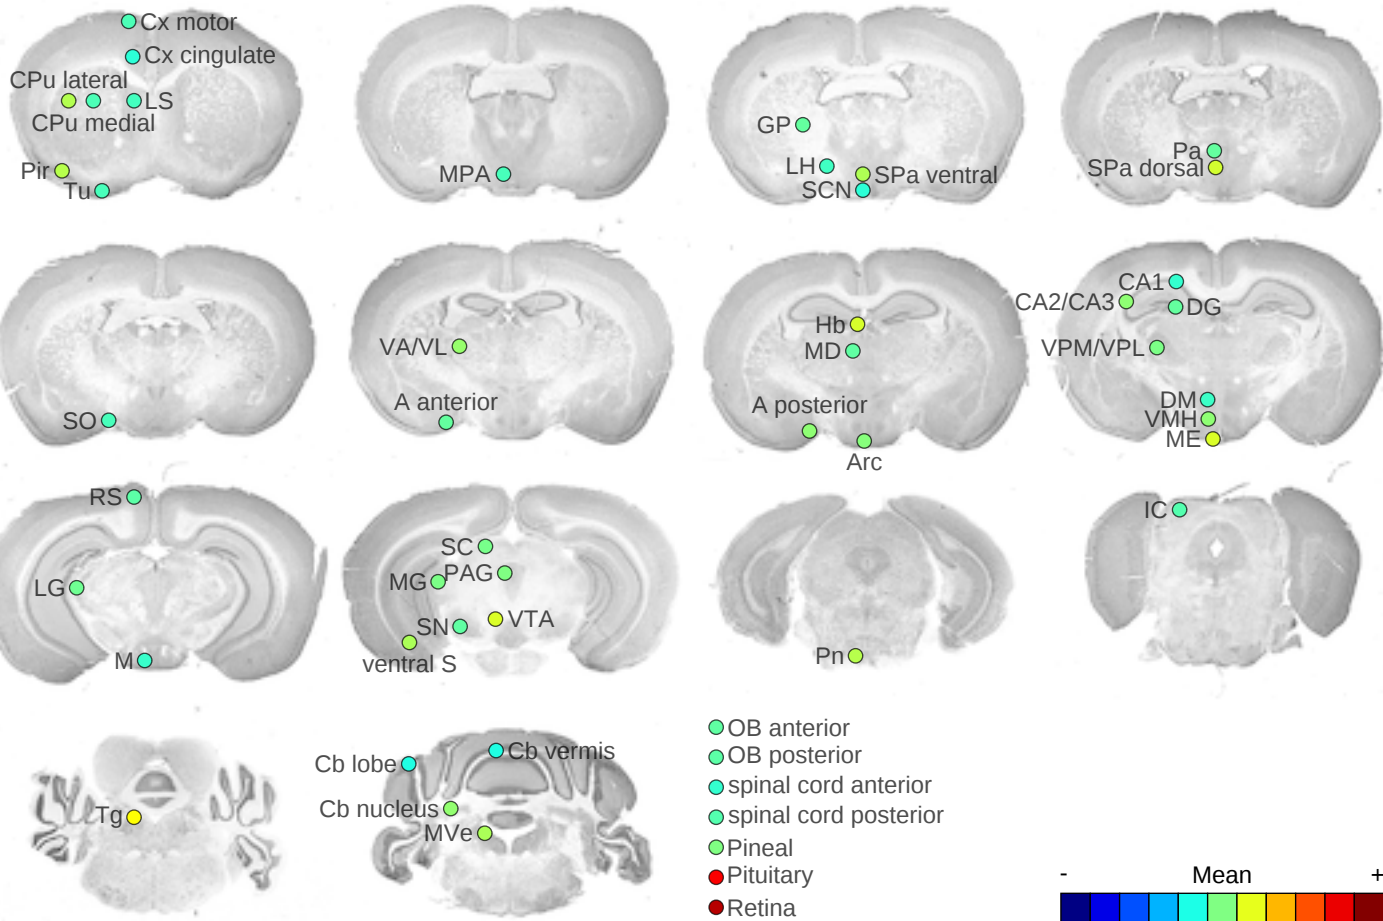 Cx motor
Cx cingulate
CPu lateral
LS
CPu medial
Pir
Tu
MPA
GP
LH
SPa ventral
SCN
Pa
SPa dorsal
SO
VA/VL
A anterior
Hb
MD
A posterior
Arc
CA1
CA2/CA3
DG
VPM/VPL
DM
VMH
ME
RS
LG
M
SC
MG
PAG
SN
VTA
ventral S
Pn
IC
Tg
Cb lobe
Cb vermis
Cb nucleus
MVe
OB anterior
OB posterior
spinal cord anterior
spinal cord posterior
Pineal
Pituitary
Retina
- Mean +